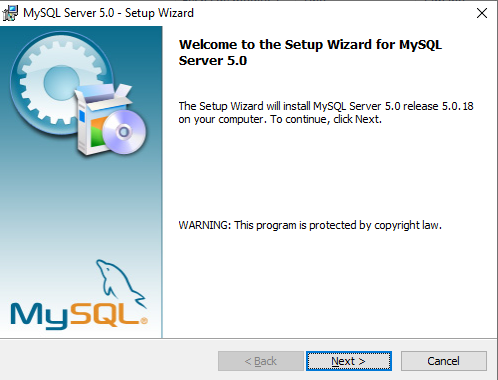 MySQL Server 5.0 - Setup Wizard
Welcome to the Setup Wizard for MySQL
Server 5.0
The Setup Wizard will install MySQL Server 5.0 release 5.0.18
on your computer. To continue, click Next.
WARNING: This program is protected by copyright law.
MySQL®
< Back
Next >
Cancel